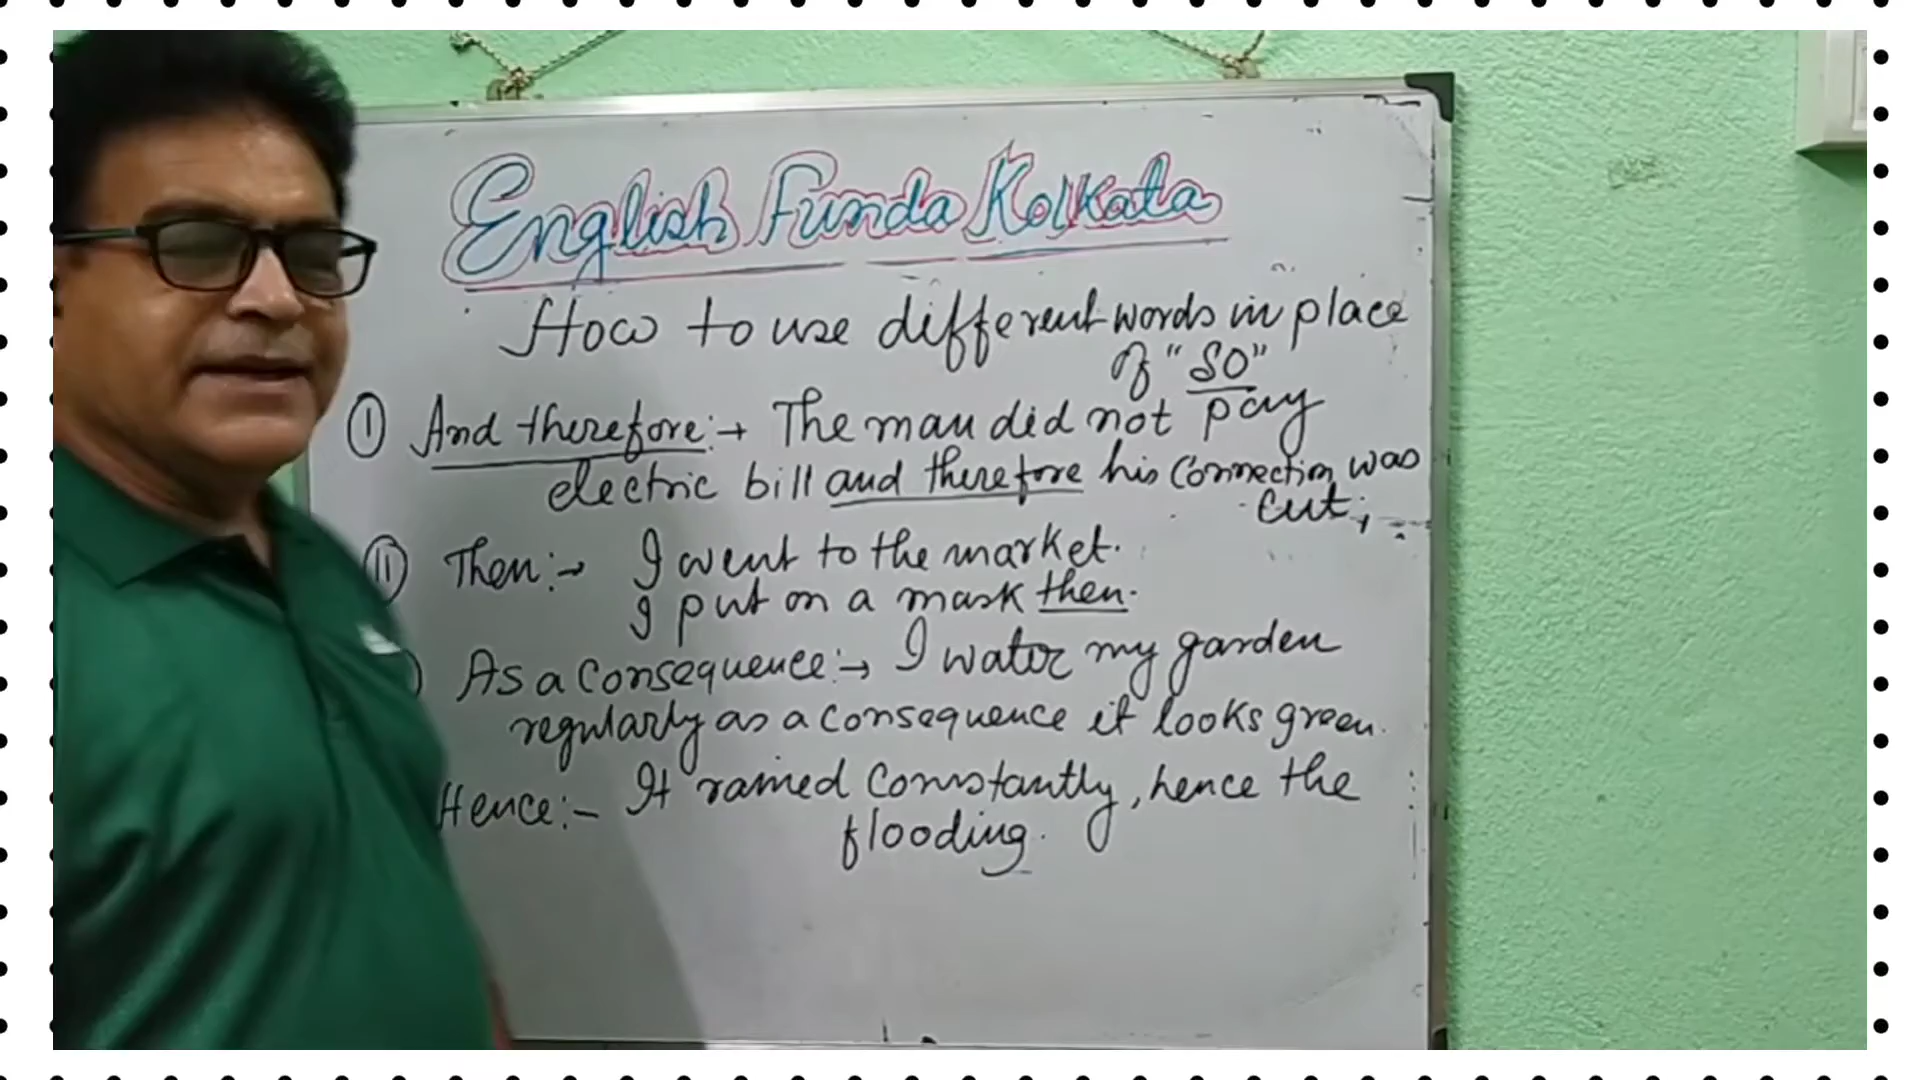 English Funda Kolkata
How to use different words in place
of "SO"
I And therefore:→ The man did not pay
electric bill and therefore his connection was
cut;
II Then:→ I went to the market.
I put on a mask then.
) As a consequence:→ I water my garden
regularly as a consequence it looks green.
Hence:- It rained constantly, hence the
flooding.